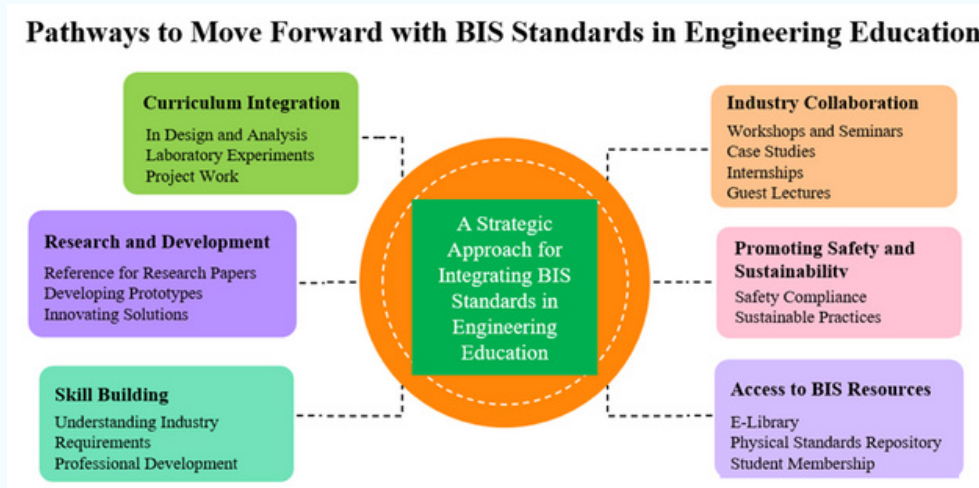 Pathways to Move Forward with BIS Standards in Engineering Education
Curriculum Integration
In Design and Analysis
Laboratory Experiments
Project Work
Research and Development
Reference for Research Papers
Developing Prototypes
Innovating Solutions
Skill Building
Understanding Industry
Requirements
Professional Development
A Strategic
Approach for
Integrating BIS
Standards in
Engineering
Education
Industry Collaboration
Workshops and Seminars
Case Studies
Internships
Guest Lectures
Promoting Safety and
Sustainability
Safety Compliance
Sustainable Practices
Access to BIS Resources
E-Library
Physical Standards Repository
Student Membership